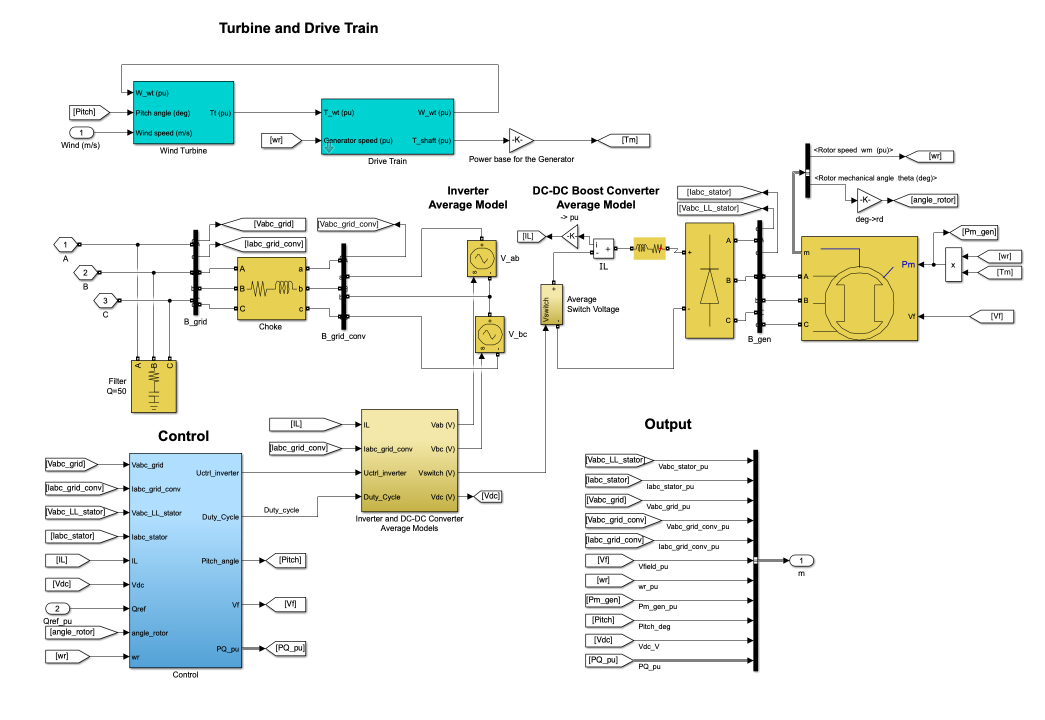 Turbine and Drive Train
W_wt (pu)
[Pitch]
Pitch angle (deg)
Tt (pu)
1
Wind speed (m/s)
Wind (m/s)
Wind Turbine
T_wt (pu)
W_wt (pu)
[wr]
Generator speed (pu)
T_shaft (pu)
Drive Train
-K-
Power base for the Generator
[Tm]
<Rotor speed wm (pu)>
[wr]
<Rotor mechanical angle theta (deg)>
-K-
deg->rd
[angle_rotor]
Inverter
Average Model
DC-DC Boost Converter
Average Model
[Vabc_grid]
[Iabc_grid_conv]
[Vabc_grid_conv]
-> pu
[IL]
-K-
i
+
-
IL
[Iabc_stator]
[Vabc_LL_stator]
[Pm_gen]
[wr]
[Tm]
x
[Vf]
1
A
2
B
3
C
B_grid
A
B
C
a
b
c
Choke
a
b
c
B_grid_conv
+
s
-
V_ab
+
s
-
V_bc
+
Vswitch
-
Average
Switch Voltage
+
-
A
B
C
a
b
c
B_gen
m
A
B
C
Pm
Vf
A
B
C
Filter
Q=50
Control
[Vabc_grid]
Vabc_grid
[Iabc_grid_conv]
Iabc_grid_conv
[Vabc_LL_stator]
Vabc_LL_stator
[Iabc_stator]
Iabc_stator
[IL]
IL
[Vdc]
Vdc
2
Qref
Qref_pu
[angle_rotor]
angle_rotor
[wr]
wr
Uctrl_inverter
Duty_Cycle
Pitch_angle
Vf
PQ_pu
Control
Duty_cycle
[Pitch]
[Vf]
[PQ_pu]
[IL]
IL
[Iabc_grid_conv]
Iabc_grid_conv
Uctrl_inverter
Duty_Cycle
Vab (V)
Vbc (V)
Vswitch (V)
Vdc (V)
[Vdc]
Inverter and DC-DC Converter
Average Models
Output
[Vabc_LL_stator]
Vabc_stator_pu
[Iabc_stator]
Iabc_stator_pu
[Vabc_grid]
Vabc_grid_pu
[Vabc_grid_conv]
Vabc_grid_conv_pu
[Iabc_grid_conv]
Iabc_grid_conv_pu
[Vf]
Vfield_pu
[wr]
wr_pu
[Pm_gen]
Pm_gen_pu
[Pitch]
Pitch_deg
[Vdc]
Vdc_V
[PQ_pu]
PQ_pu
1
m